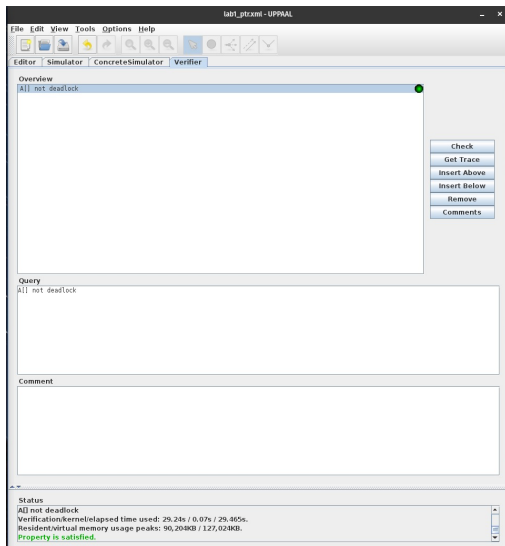 lab1_ptr.xml - UPPAAL
File Edit View Tools Options Help
Editor Simulator ConcreteSimulator Verifier
Overview
A[] not deadlock
Check
Get Trace
Insert Above
Insert Below
Remove
Comments
Query
A[] not deadlock
Comment
Status
A[] not deadlock
Verification/kernel/elapsed time used: 29.24s / 0.07s / 29.465s.
Resident/virtual memory usage peaks: 90,204KB / 127,024KB.
Property is satisfied.